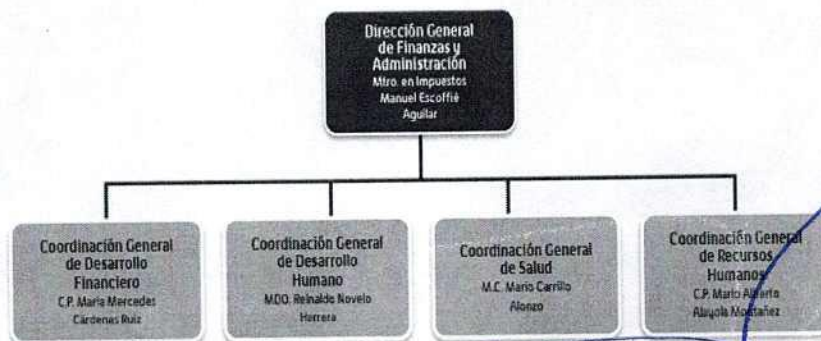 Dirección General
de Finanzas y
Administración
Mtro. en Impuestos
Manuel Escoffié
Aguilar
Coordinación General
de Desarrollo
Financiero
C.P. María Mercedes
Cárdenas Ruiz
Coordinación General
de Desarrollo
Humano
MDO. Reinaldo Novelo
Herrera
Coordinación General
de Salud
M.C. Mario Carrillo
Alonzo
Coordinación General
de Recursos
Humanos
C.P. Mario Alberto
Alayola Montañez